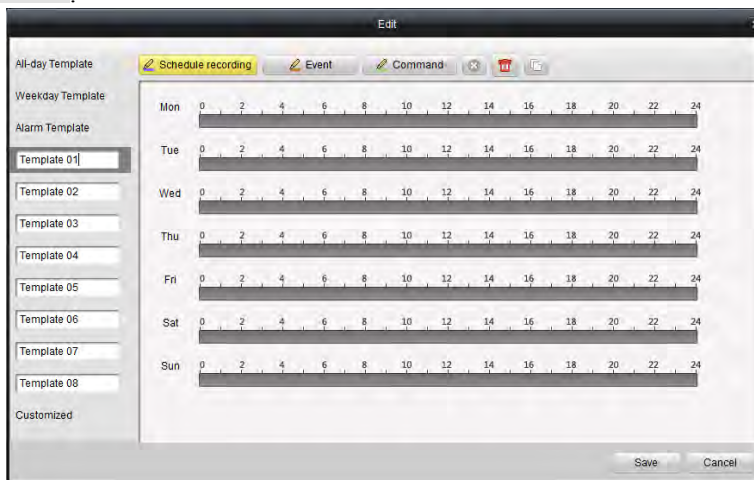 Edit
All-day Template
Schedule recording Event Command
Weekday Template
Alarm Template
Template 01
Template 02
Template 03
Template 04
Template 05
Template 06
Template 07
Template 08
Customized
Mon 0 2 4 6 8 10 12 14 16 18 20 22 24
Tue 0 2 4 6 8 10 12 14 16 18 20 22 24
Wed 0 2 4 6 8 10 12 14 16 18 20 22 24
Thu 0 2 4 6 8 10 12 14 16 18 20 22 24
Fri 0 2 4 6 8 10 12 14 16 18 20 22 24
Sat 0 2 4 6 8 10 12 14 16 18 20 22 24
Sun 0 2 4 6 8 10 12 14 16 18 20 22 24
Save Cancel